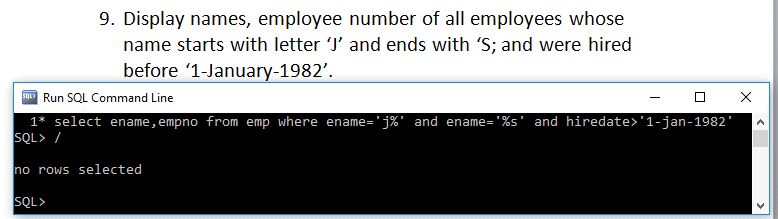 9. Display names, employee number of all employees whose
name starts with letter ‘J’ and ends with ‘S; and were hired
before ‘1-January-1982’.
SQL> Run SQL Command Line
1* select ename,empno from emp where ename='j%' and ename='%s' and hiredate>'1-jan-1982'
SQL> /
no rows selected
SQL>